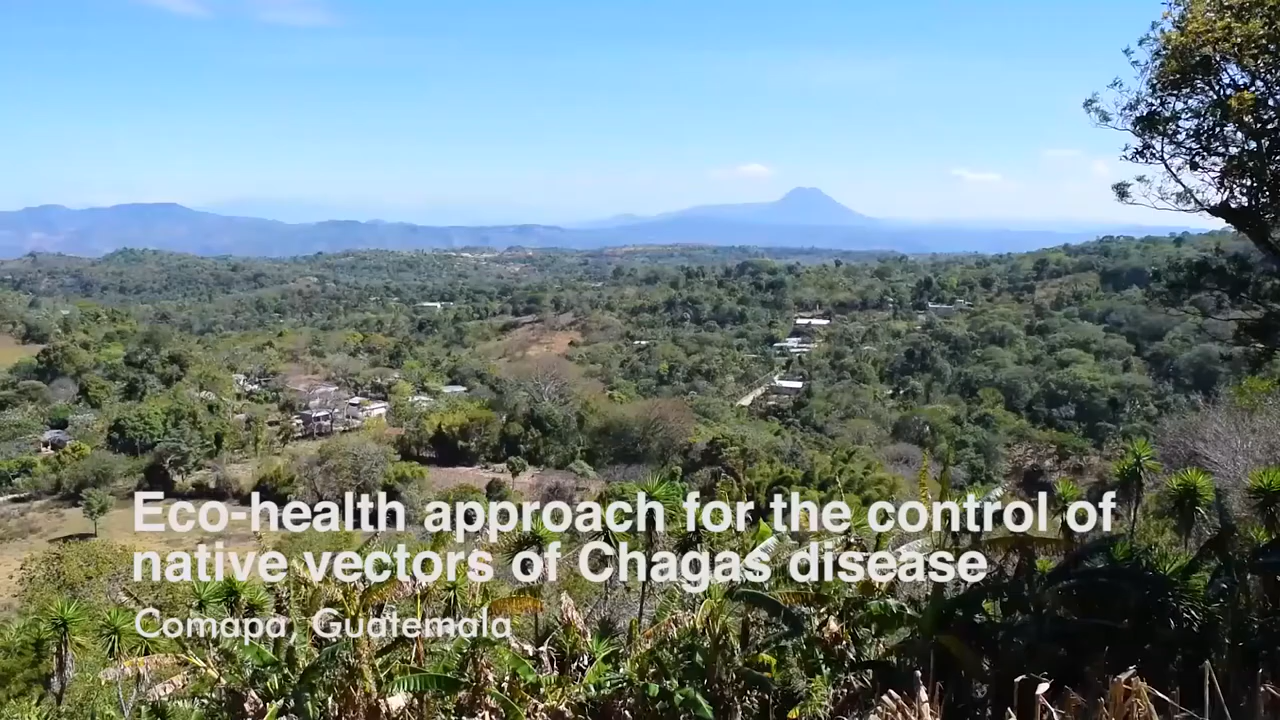 Eco-health approach for the control of
native vectors of Chagas disease
Comapa, Guatemala